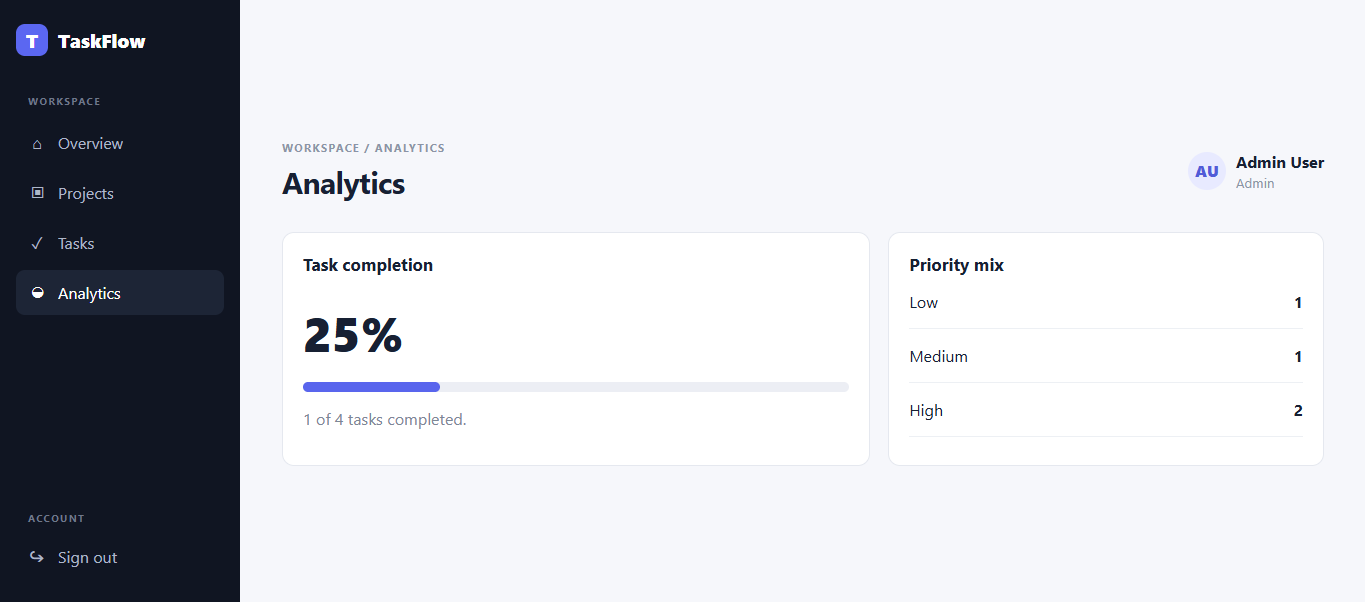 T TaskFlow
WORKSPACE
Overview
Projects
Tasks
Analytics
ACCOUNT
Sign out
WORKSPACE / ANALYTICS
Analytics
AU
Admin User
Admin
Task completion
25%
1 of 4 tasks completed.
Priority mix
Low 1
Medium 1
High 2